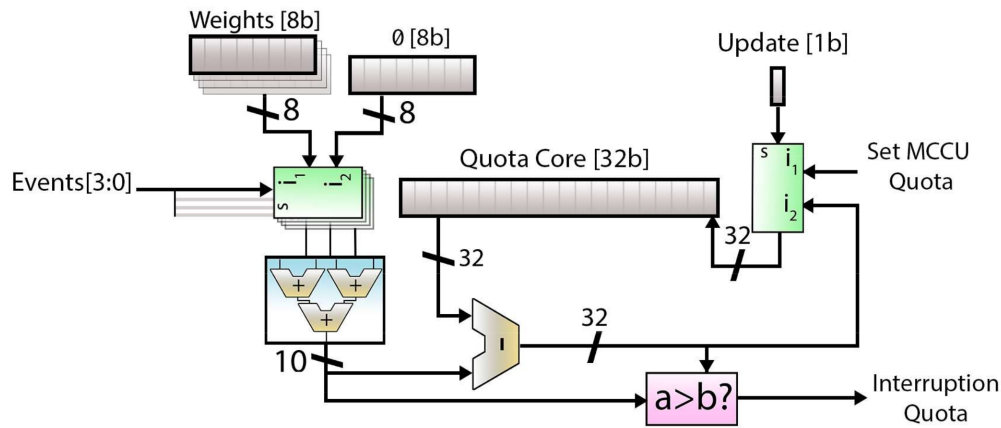 Weights [8b]
0 [8b]
Update [1b]
8
8
s
i1
i2
Set MCCU
Quota
Quota Core [32b]
Events[3:0]
i1
i2
s
32
32
+
+
+
-
32
10
a>b?
Interruption
Quota